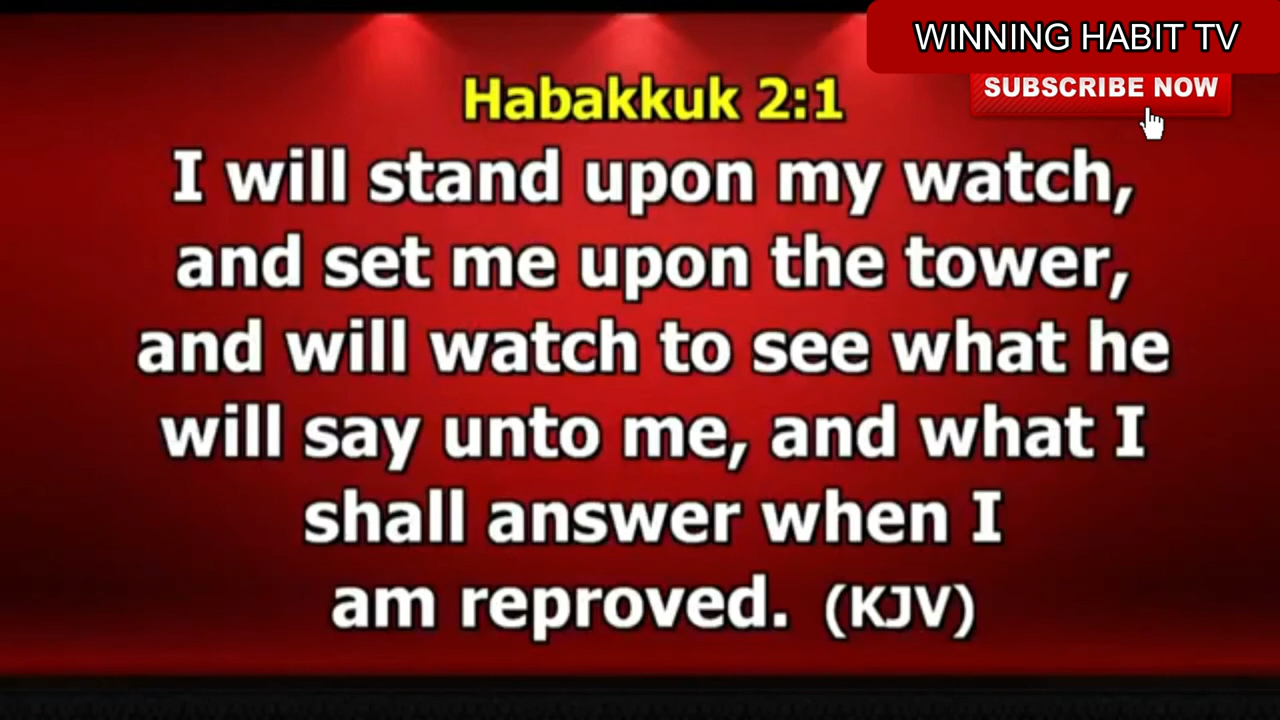 WINNING HABIT TV
SUBSCRIBE NOW
Habakkuk 2:1
I will stand upon my watch,
and set me upon the tower,
and will watch to see what he
will say unto me, and what I
shall answer when I
am reproved. (KJV)